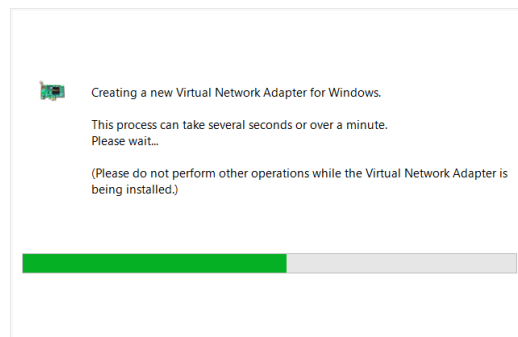 Creating a new Virtual Network Adapter for Windows.
This process can take several seconds or over a minute.
Please wait...
(Please do not perform other operations while the Virtual Network Adapter is
being installed.)